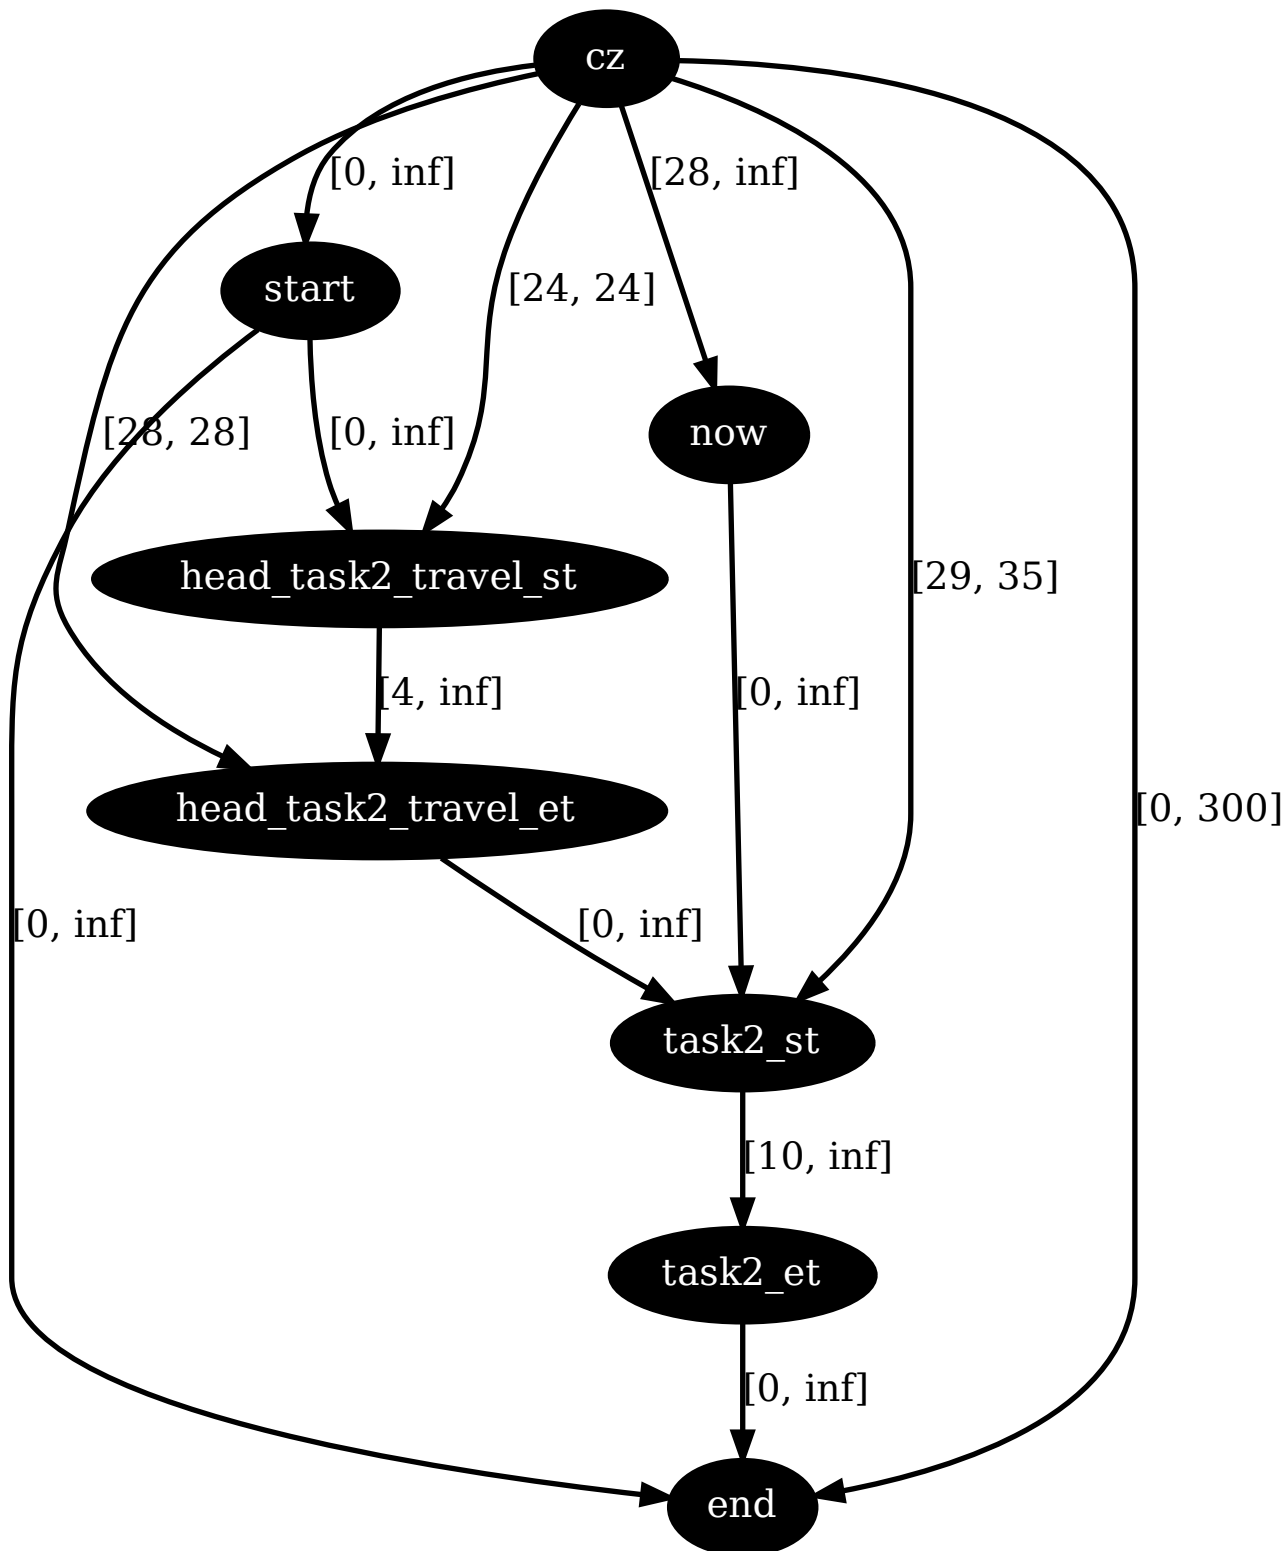 cz
[0, inf]
[28, inf]
start
[24, 24]
[28, 28]
[0, inf]
now
head_task2_travel_st
[29, 35]
[4, inf]
[0, inf]
head_task2_travel_et
[0, 300]
[0, inf]
[0, inf]
task2_st
[10, inf]
task2_et
[0, inf]
end